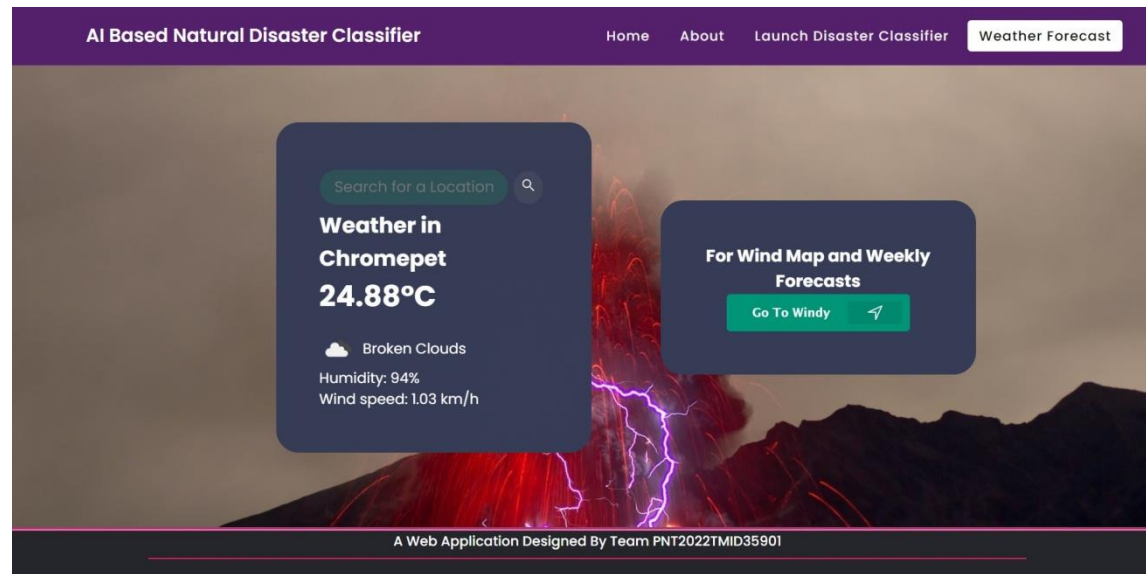 AI Based Natural Disaster Classifier
Home
About
Launch Disaster Classifier
Weather Forecast
Search for a Location
Weather in
Chromepet
24.88°C
Broken Clouds
Humidity: 94%
Wind speed: 1.03 km/h
For Wind Map and Weekly
Forecasts
Go To Windy
A Web Application Designed By Team PNT2022TMID35901